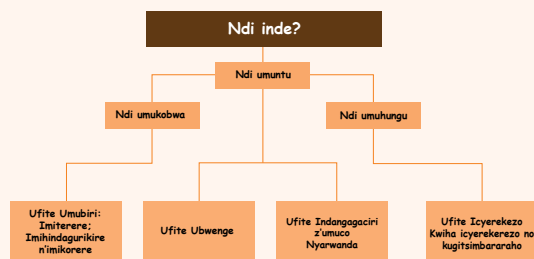 Ndi inde?
Ndi umuntu
Ndi umukobwa
Ndi umuhungu
Ufite Umubiri:
Imiterere;
Imihindagurikire
n'imikorere
Ufite Ubwenge
Ufite Indangagaciri
z'umuco
Nyarwanda
Ufite Icyerekezo
Kwiha icyerekerezo no
kugitsimbararaho